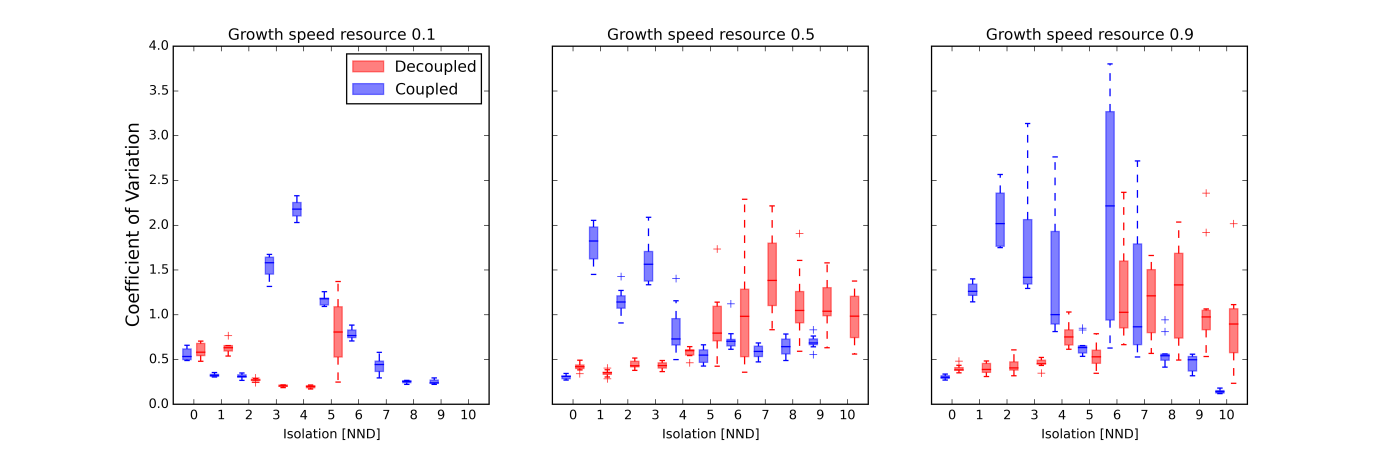 Growth speed resource 0.1
Growth speed resource 0.5
Growth speed resource 0.9
Coefficient of Variation
4.0
3.5
3.0
2.5
2.0
1.5
1.0
0.5
0.0
Decoupled
Coupled
0 1 2 3 4 5 6 7 8 9 10
0 1 2 3 4 5 6 7 8 9 10
0 1 2 3 4 5 6 7 8 9 10
Isolation [NND]
Isolation [NND]
Isolation [NND]